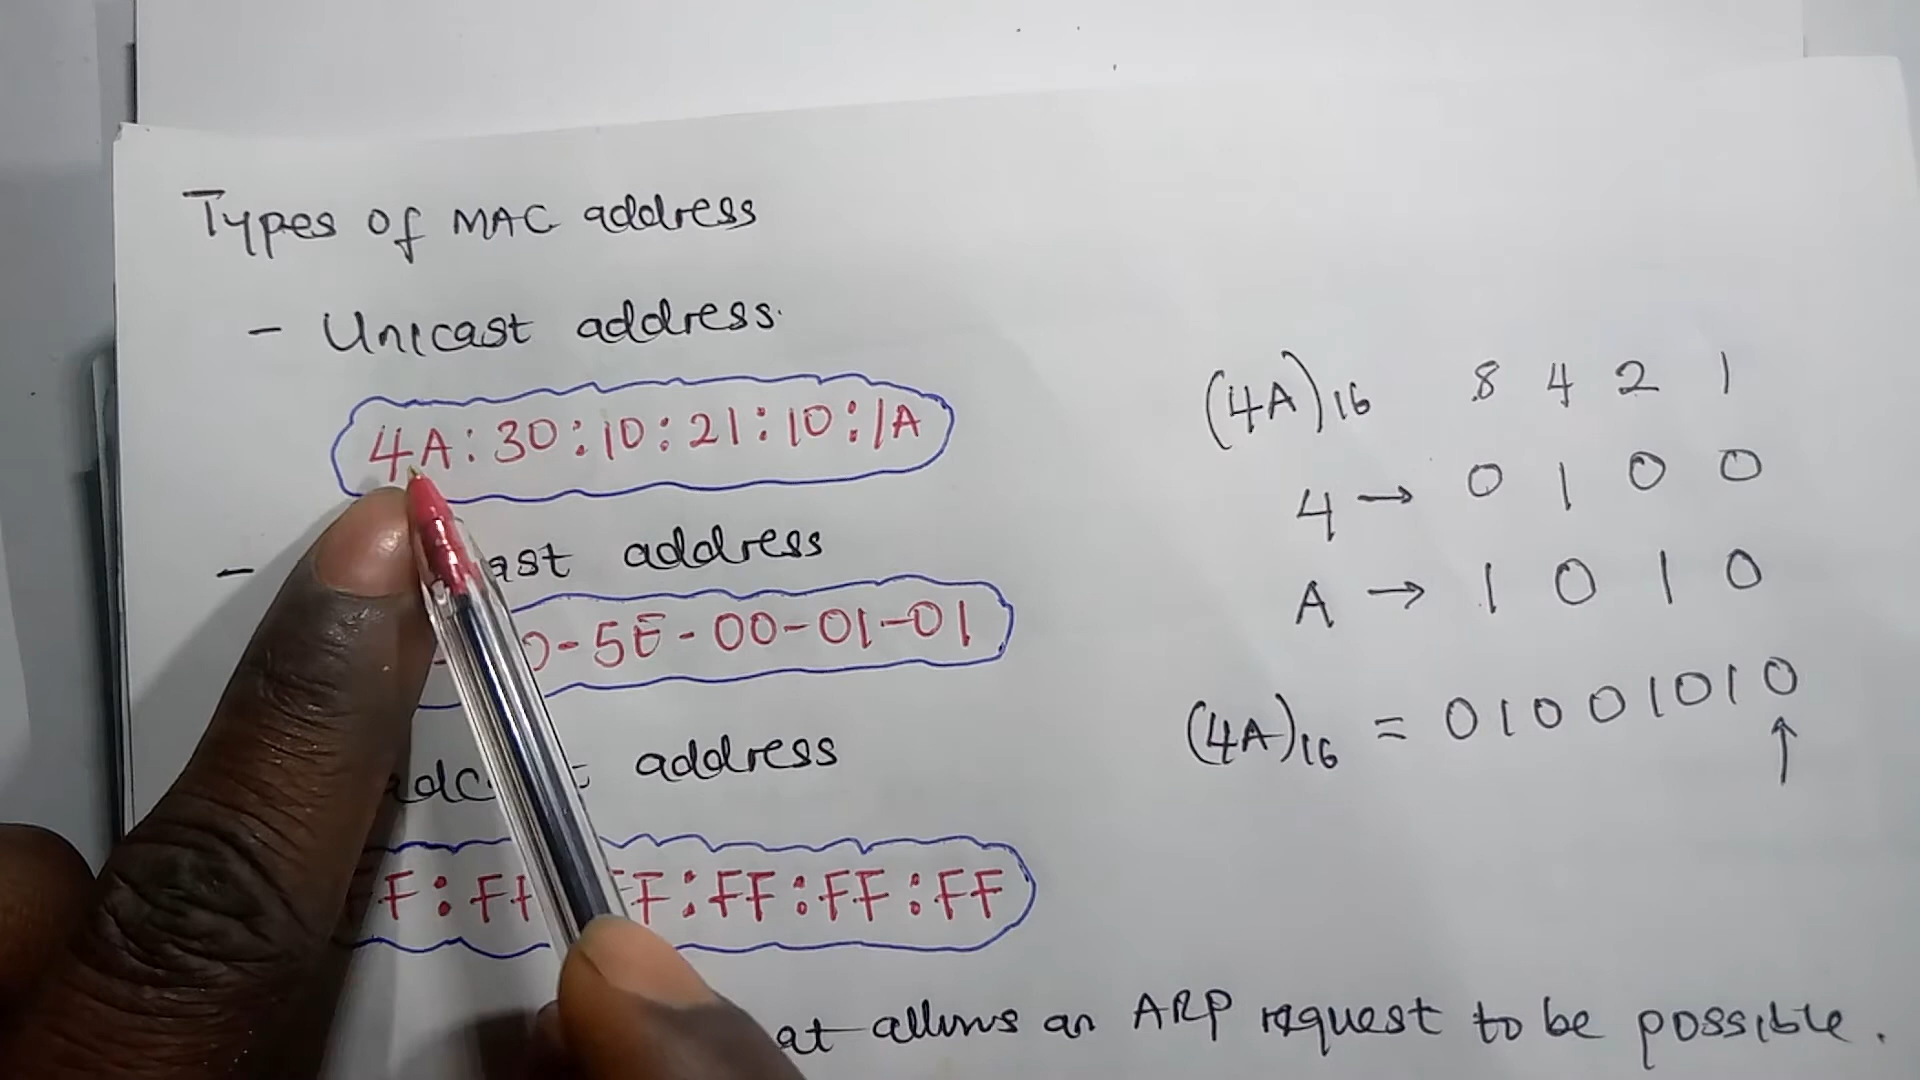 Types of MAC address
- Unicast address.
4A:30:10:21:10:1A
- address
-5E-00-01-01
address
FF:FF:FF:FF
at allows an ARP request to be possible.
(4A)16 8 4 2 1
4 → 0 1 0 0
A → 1 0 1 0
(4A)16 = 01001010
↑